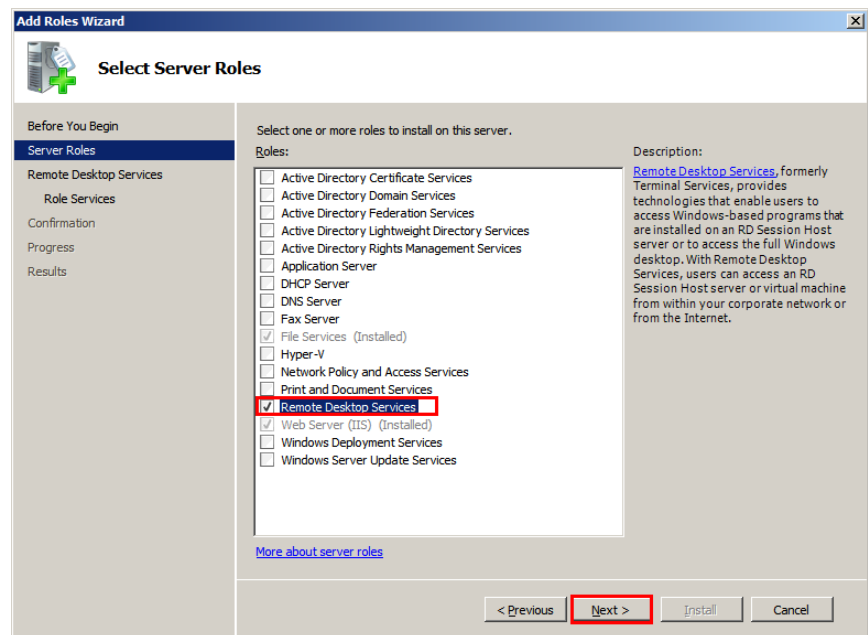 Add Roles Wizard
Select Server Roles
Before You Begin
Server Roles
Remote Desktop Services
Role Services
Confirmation
Progress
Results
Select one or more roles to install on this server.
Roles:
Active Directory Certificate Services
Active Directory Domain Services
Active Directory Federation Services
Active Directory Lightweight Directory Services
Active Directory Rights Management Services
Application Server
DHCP Server
DNS Server
Fax Server
File Services (Installed)
Hyper-V
Network Policy and Access Services
Print and Document Services
Remote Desktop Services
Web Server (IIS) (Installed)
Windows Deployment Services
Windows Server Update Services
More about server roles
Description:
Remote Desktop Services, formerly
Terminal Services, provides
technologies that enable users to
access Windows-based programs that
are installed on an RD Session Host
server or to access the full Windows
desktop. With Remote Desktop
Services, users can access an RD
Session Host server or virtual machine
from within your corporate network or
from the Internet.
< Previous
Next >
Install
Cancel